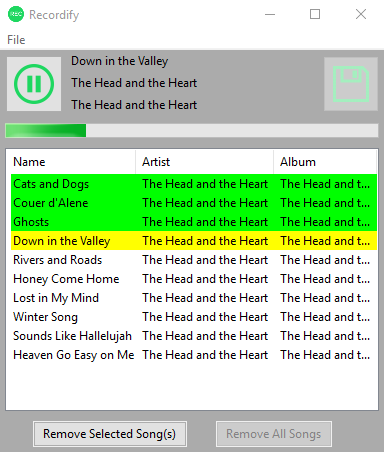 REC Recordify
File
Down in the Valley
The Head and the Heart
The Head and the Heart
Name Artist Album
Cats and Dogs The Head and the Heart The Head and t...
Couer d'Alene The Head and the Heart The Head and t...
Ghosts The Head and the Heart The Head and t...
Down in the Valley The Head and the Heart The Head and t...
Rivers and Roads The Head and the Heart The Head and t...
Honey Come Home The Head and the Heart The Head and t...
Lost in My Mind The Head and the Heart The Head and t...
Winter Song The Head and the Heart The Head and t...
Sounds Like Hallelujah The Head and the Heart The Head and t...
Heaven Go Easy on Me The Head and the Heart The Head and t...
Remove Selected Song(s) Remove All Songs